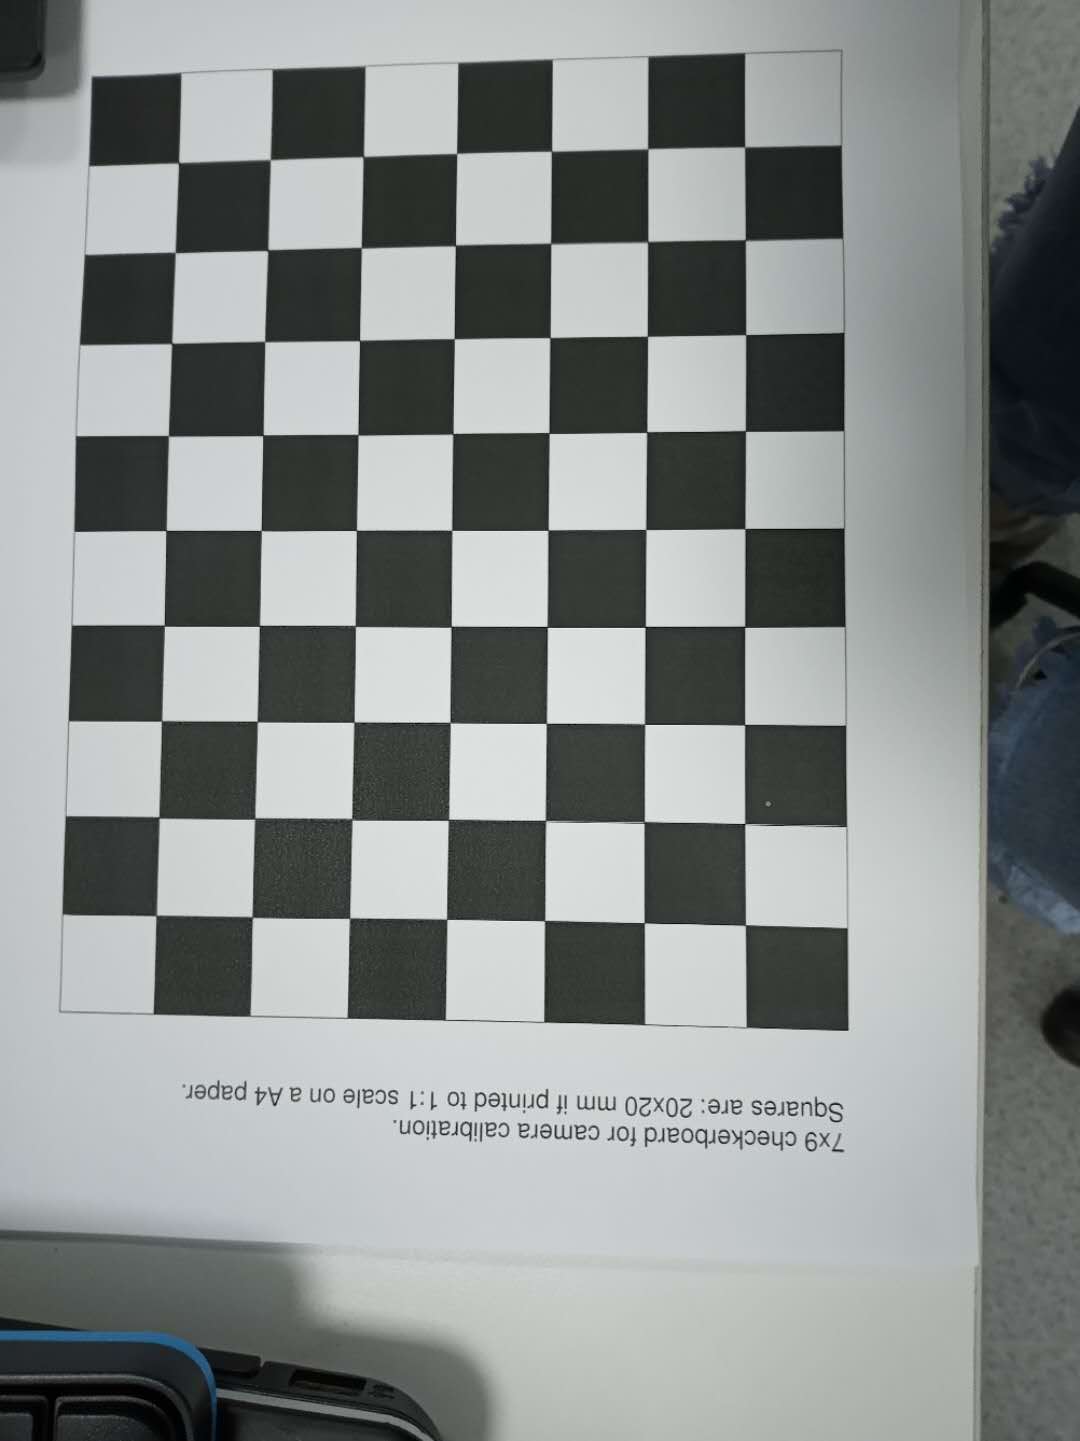 7x9 checkerboard for camera calibration.
Squares are: 20x20 mm if printed to 1:1 scale on a A4 paper.